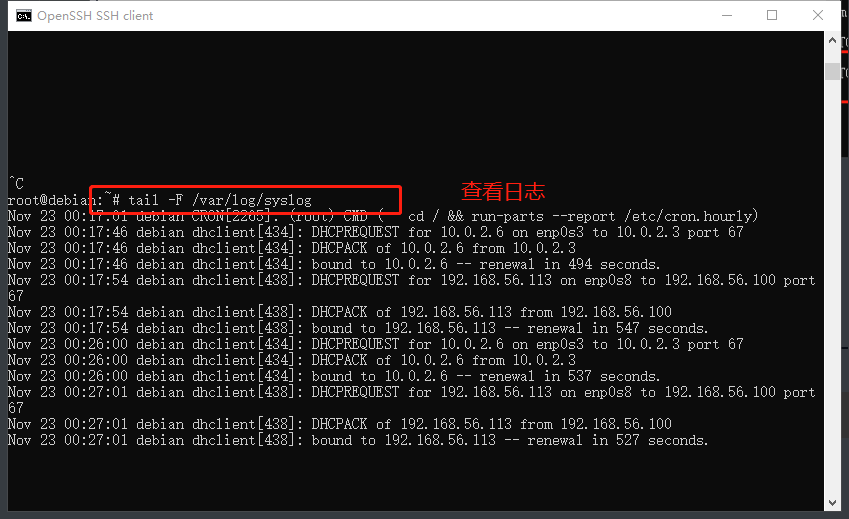 OpenSSH SSH client
^C
root@debian:~# tail -F /var/log/syslog
查看日志
Nov 23 00:17:01 debian CRON[2265]: (root) CMD (   cd / && run-parts --report /etc/cron.hourly)
Nov 23 00:17:46 debian dhclient[434]: DHCPREQUEST for 10.0.2.6 on enp0s3 to 10.0.2.3 port 67
Nov 23 00:17:46 debian dhclient[434]: DHCPACK of 10.0.2.6 from 10.0.2.3
Nov 23 00:17:46 debian dhclient[434]: bound to 10.0.2.6 -- renewal in 494 seconds.
Nov 23 00:17:54 debian dhclient[438]: DHCPREQUEST for 192.168.56.113 on enp0s8 to 192.168.56.100 port
67
Nov 23 00:17:54 debian dhclient[438]: DHCPACK of 192.168.56.113 from 192.168.56.100
Nov 23 00:17:54 debian dhclient[438]: bound to 192.168.56.113 -- renewal in 547 seconds.
Nov 23 00:26:00 debian dhclient[434]: DHCPREQUEST for 10.0.2.6 on enp0s3 to 10.0.2.3 port 67
Nov 23 00:26:00 debian dhclient[434]: DHCPACK of 10.0.2.6 from 10.0.2.3
Nov 23 00:26:00 debian dhclient[434]: bound to 10.0.2.6 -- renewal in 537 seconds.
Nov 23 00:27:01 debian dhclient[438]: DHCPREQUEST for 192.168.56.113 on enp0s8 to 192.168.56.100 port
67
Nov 23 00:27:01 debian dhclient[438]: DHCPACK of 192.168.56.113 from 192.168.56.100
Nov 23 00:27:01 debian dhclient[438]: bound to 192.168.56.113 -- renewal in 527 seconds.